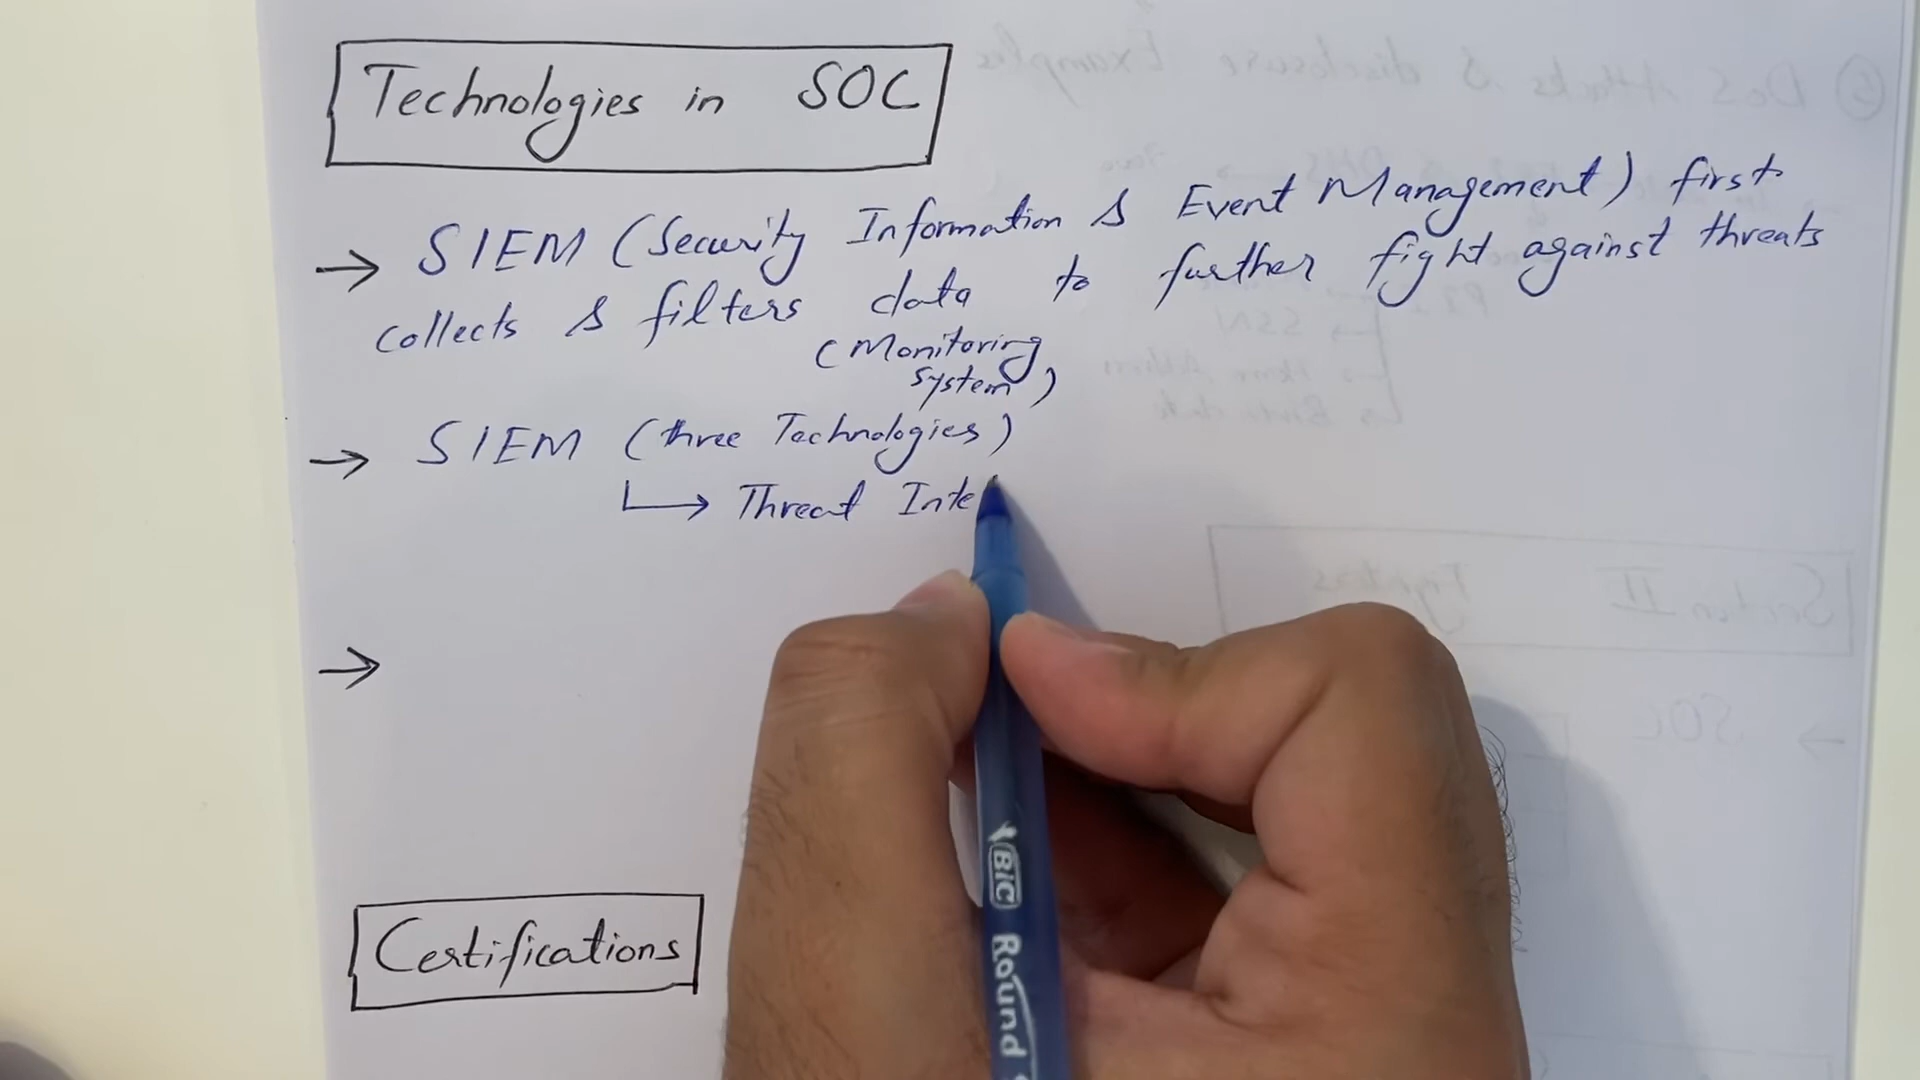 Technologies in SOC
→ SIEM (Security Information & Event Management) first
collects & filters data to further fight against threats
(Monitoring
system)
→ SIEM (three Technologies)
↳ Threat Inte
→
Certifications
BIC Round